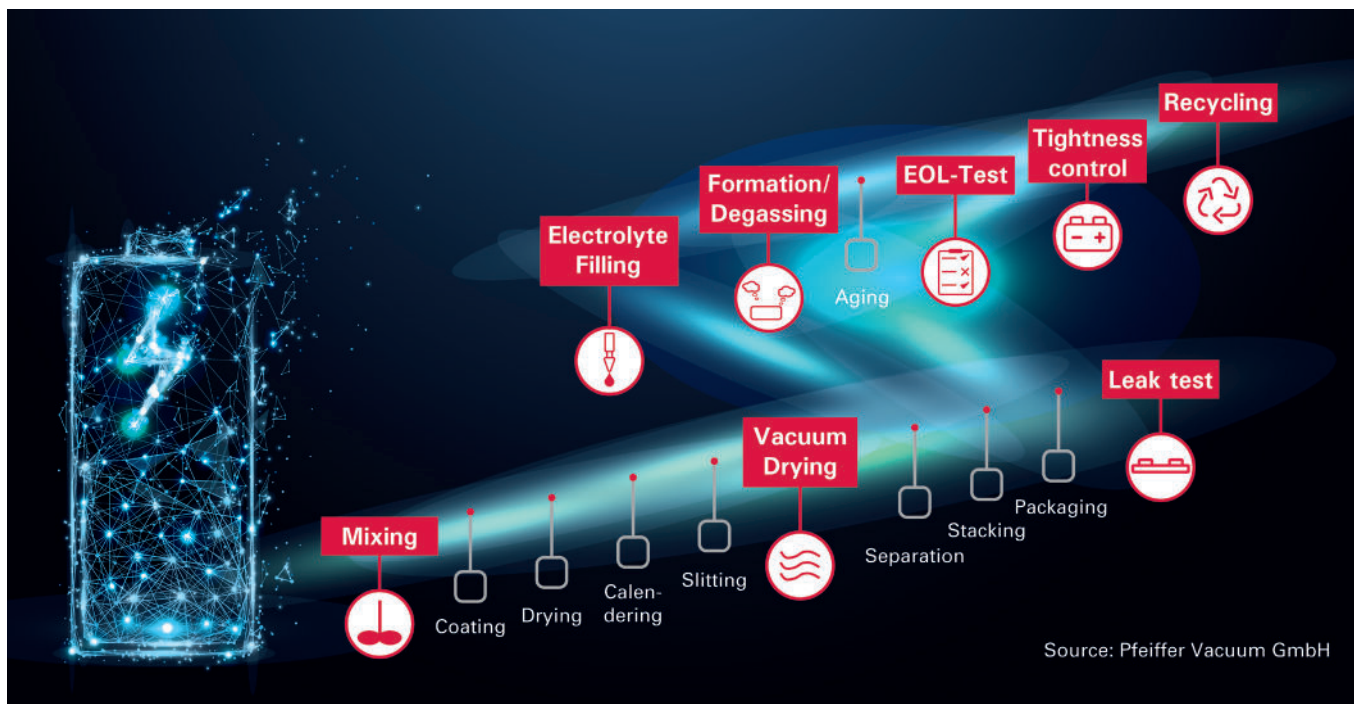 Mixing
Coating
Drying
Calen-
dering
Slitting
Vacuum
Drying
Separation
Stacking
Packaging
Leak test
Electrolyte
Filling
Formation/
Degassing
Aging
EOL-Test
Tightness
control
Recycling
Source: Pfeiffer Vacuum GmbH